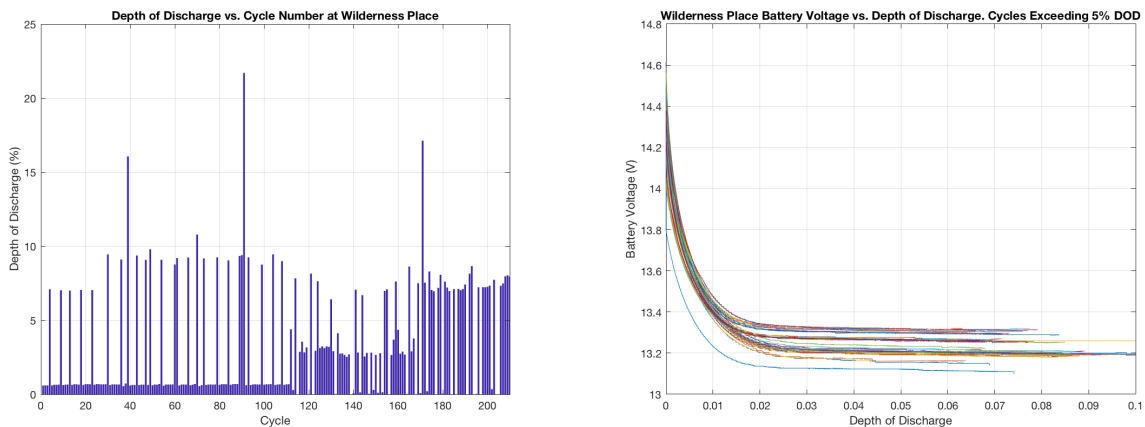 Depth of Discharge vs. Cycle Number at Wilderness Place
25
20
15
10
5
0
Depth of Discharge (%)
0 20 40 60 80 100 120 140 160 180 200
Cycle
Wilderness Place Battery Voltage vs. Depth of Discharge. Cycles Exceeding 5% DOD
14.8
14.6
14.4
14.2
14
13.8
13.6
13.4
13.2
13
Battery Voltage (V)
0 0.01 0.02 0.03 0.04 0.05 0.06 0.07 0.08 0.09 0.1
Depth of Discharge